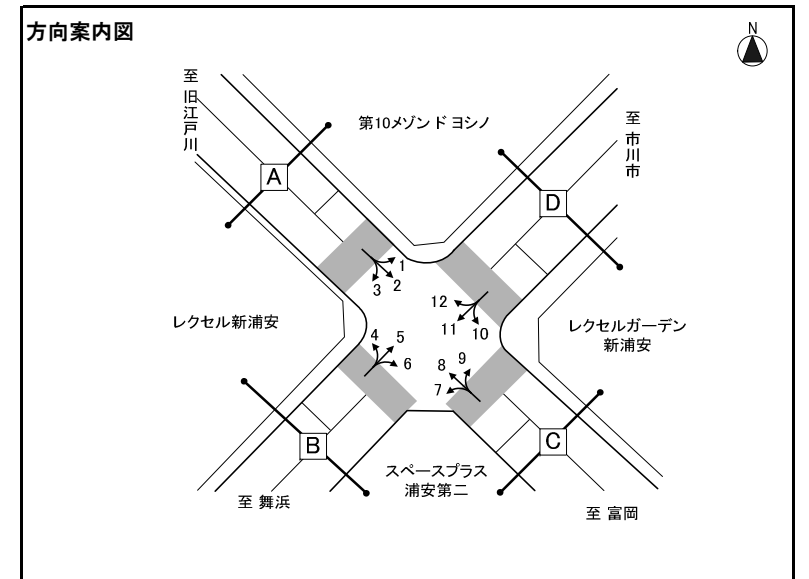 方向案内図
N
至 旧江戸川
第10メゾン ド ヨシノ
至 市川市
A
D
1
2
3
12
11
10
レクセル新浦安
レクセルガーデン
新浦安
4
5
6
8
9
7
B
C
スペースプラス
浦安第二
至 舞浜
至 富岡